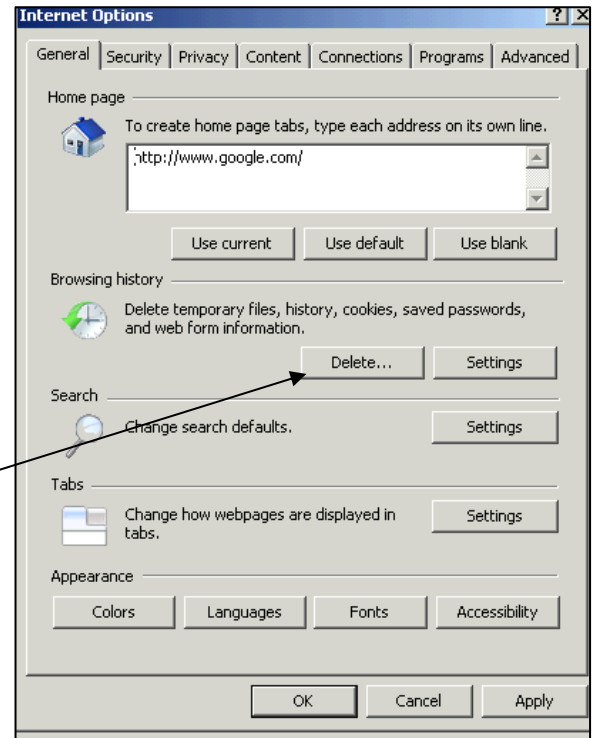 Internet Options
General Security Privacy Content Connections Programs Advanced
Home page
To create home page tabs, type each address on its own line.
http://www.google.com/
Use current Use default Use blank
Browsing history
Delete temporary files, history, cookies, saved passwords,
and web form information.
Delete... Settings
Search
Change search defaults. Settings
Tabs
Change how webpages are displayed in
tabs.
Settings
Appearance
Colors Languages Fonts Accessibility
OK Cancel Apply